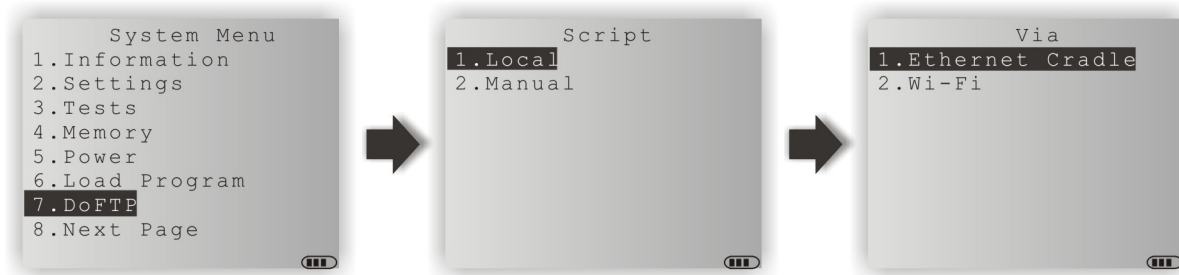 System Menu
1.Information
2.Settings
3.Tests
4.Memory
5.Power
6.Load Program
7.DoFTP
8.Next Page
Script
1.Local
2.Manual
Via
1.Ethernet Cradle
2.Wi-Fi